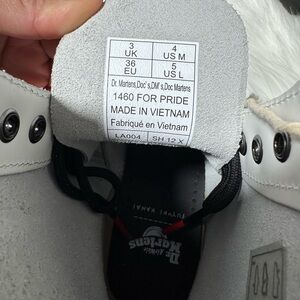 3 UK 4 US M
36 EU 5 US L
Dr. Martens,Doc's,DM's,Doc Martens
1460 FOR PRIDE
MADE IN VIETNAM
Fabriqué en Vietnam
LA004 SH 12 X
Dr. Martens